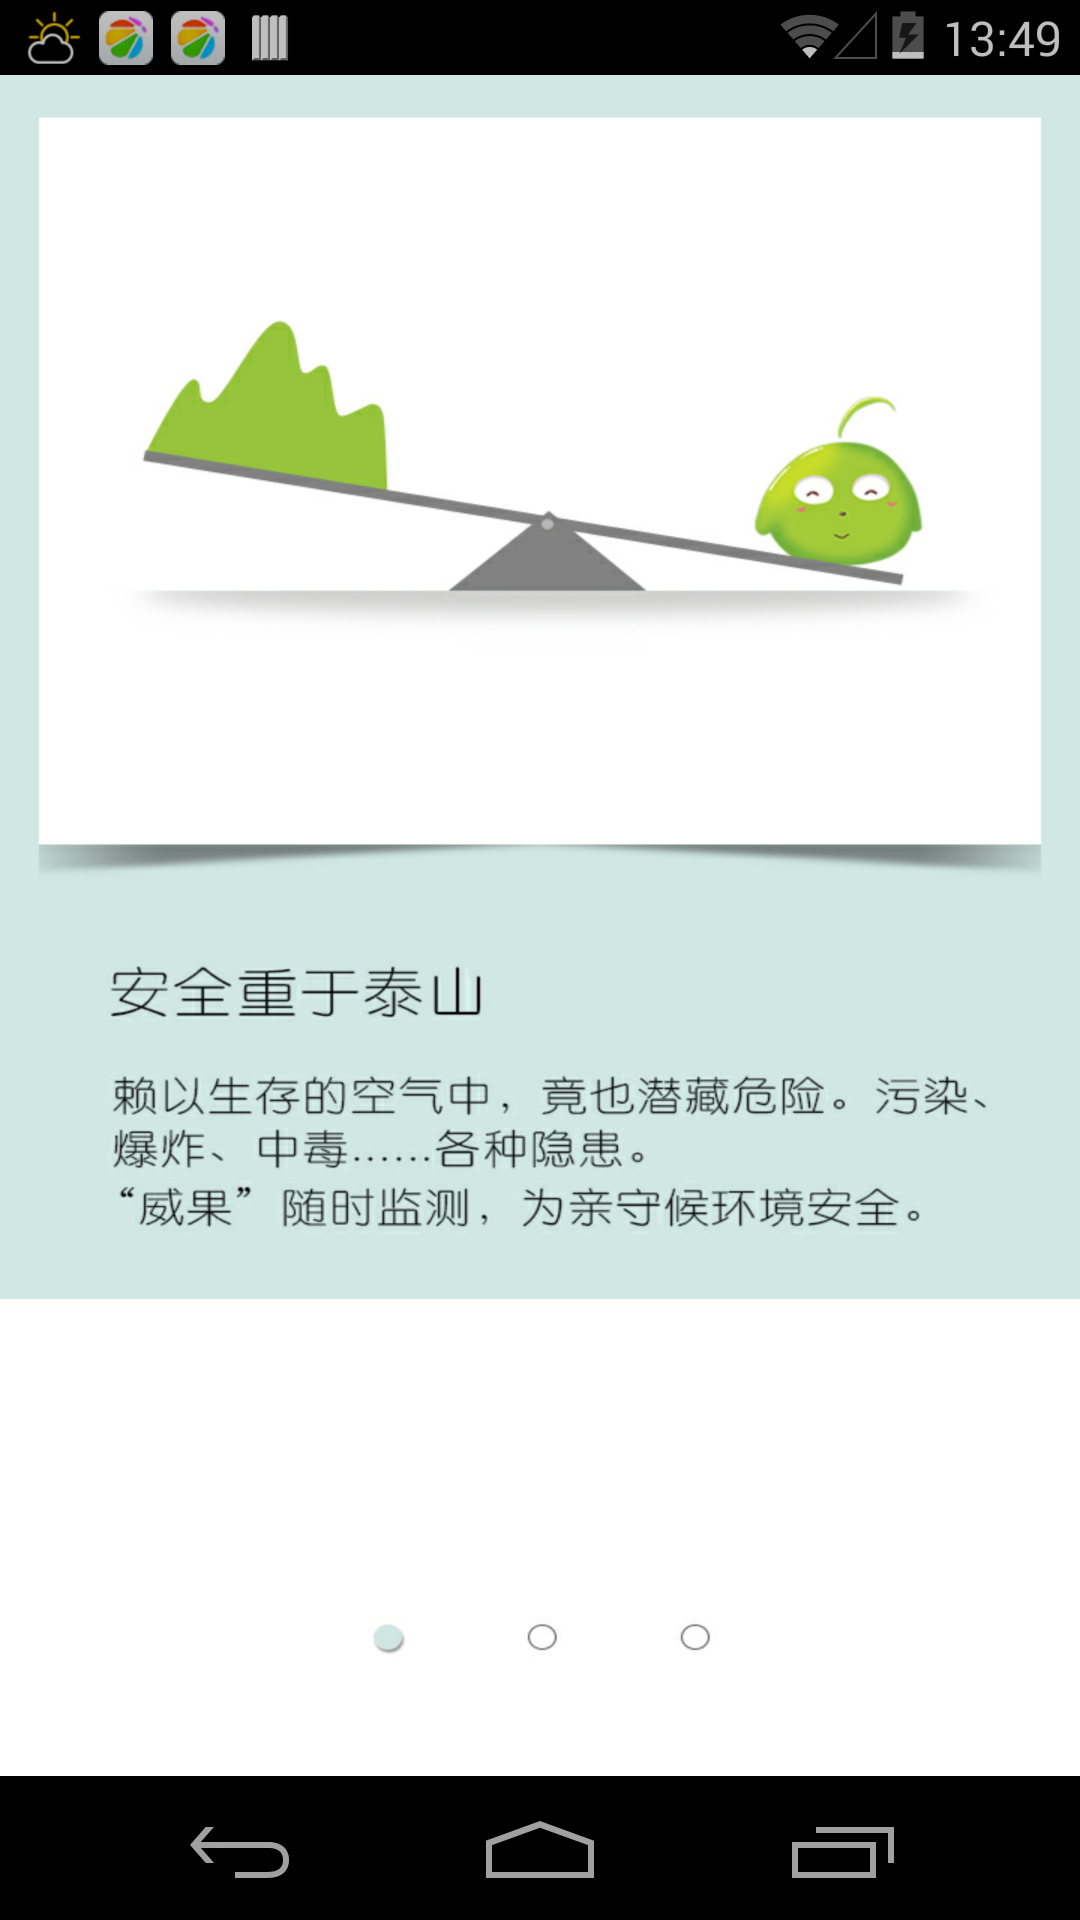 13:49
安全重于泰山
赖以生存的空气中，竟也潜藏危险。污染、
爆炸、中毒......各种隐患。
“威果”随时监测，为亲守候环境安全。